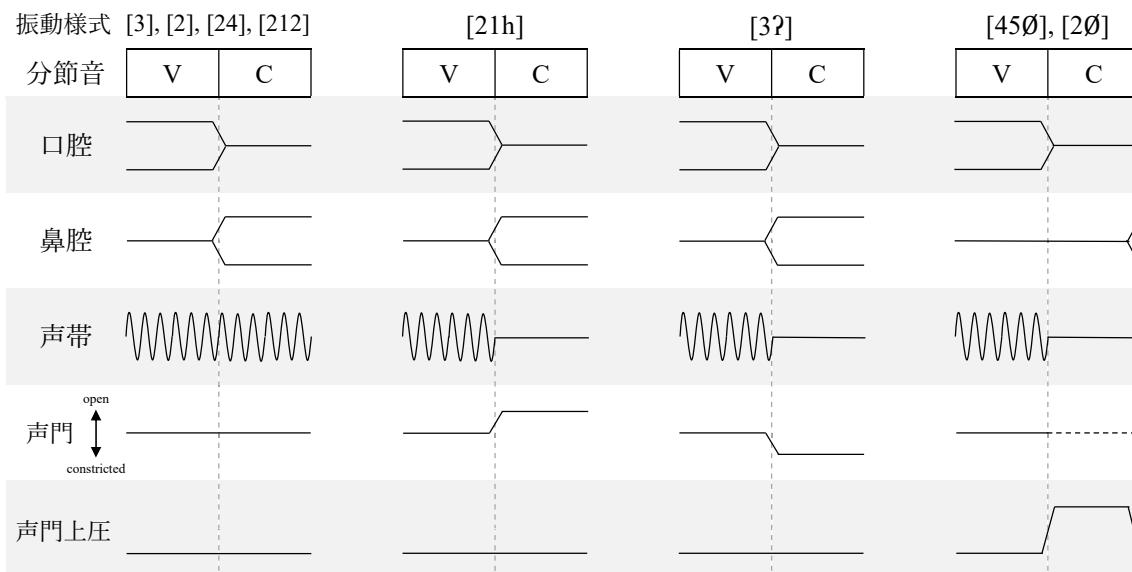 振動様式 [3], [2], [24], [212] [21h] [3ʔ] [45Ø], [2Ø]
分節音 V C V C V C V C
口腔
鼻腔
声帯
open
声門
constricted
声門上圧